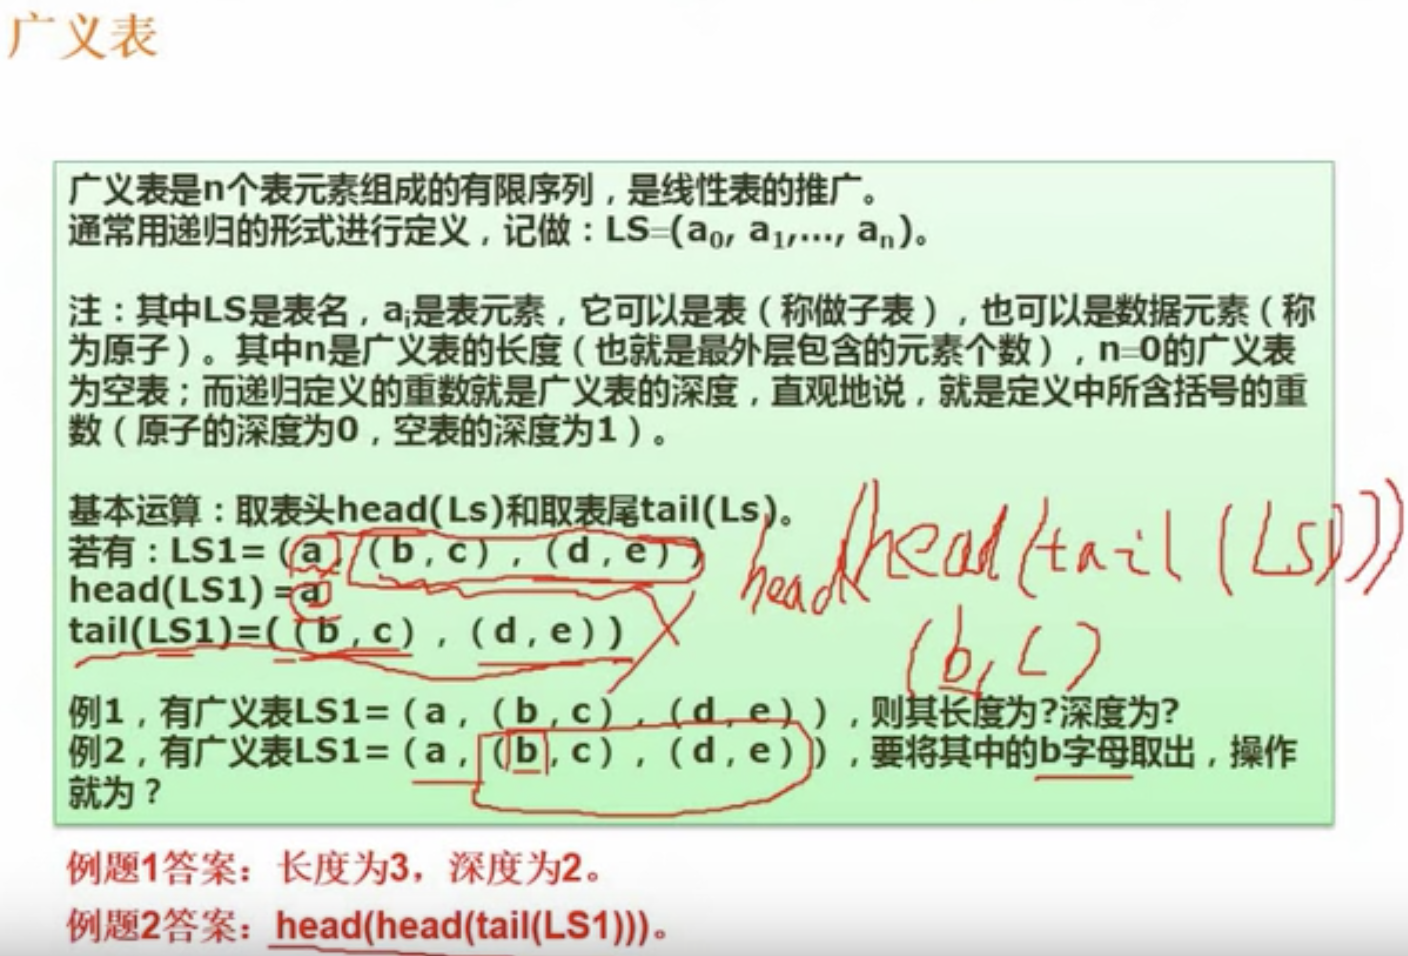 广义表
广义表是n个表元素组成的有限序列，是线性表的推广。
通常用递归的形式进行定义，记做：LS=(a₀, a₁,..., aₙ)。
注：其中LS是表名，aᵢ是表元素，它可以是表（称做子表），也可以是数据元素（称
为原子）。其中n是广义表的长度（也就是最外层包含的元素个数），n=0的广义表
为空表；而递归定义的重数就是广义表的深度，直观地说，就是定义中所含括号的重
数（原子的深度为0，空表的深度为1）。
基本运算：取表头head(Ls)和取表尾tail(Ls)。
若有：LS1=（a，（b，c），（d，e））
head(LS1)=a
tail(LS1)=(（b，c），（d，e））
head(head(tail(LS1)))
(b, c)
例1，有广义表LS1=（a，（b，c），（d，e）），则其长度为?深度为?
例2，有广义表LS1=（a，（b，c），（d，e）），要将其中的b字母取出，操作
就为？
例题1答案：长度为3，深度为2。
例题2答案：head(head(tail(LS1)))。